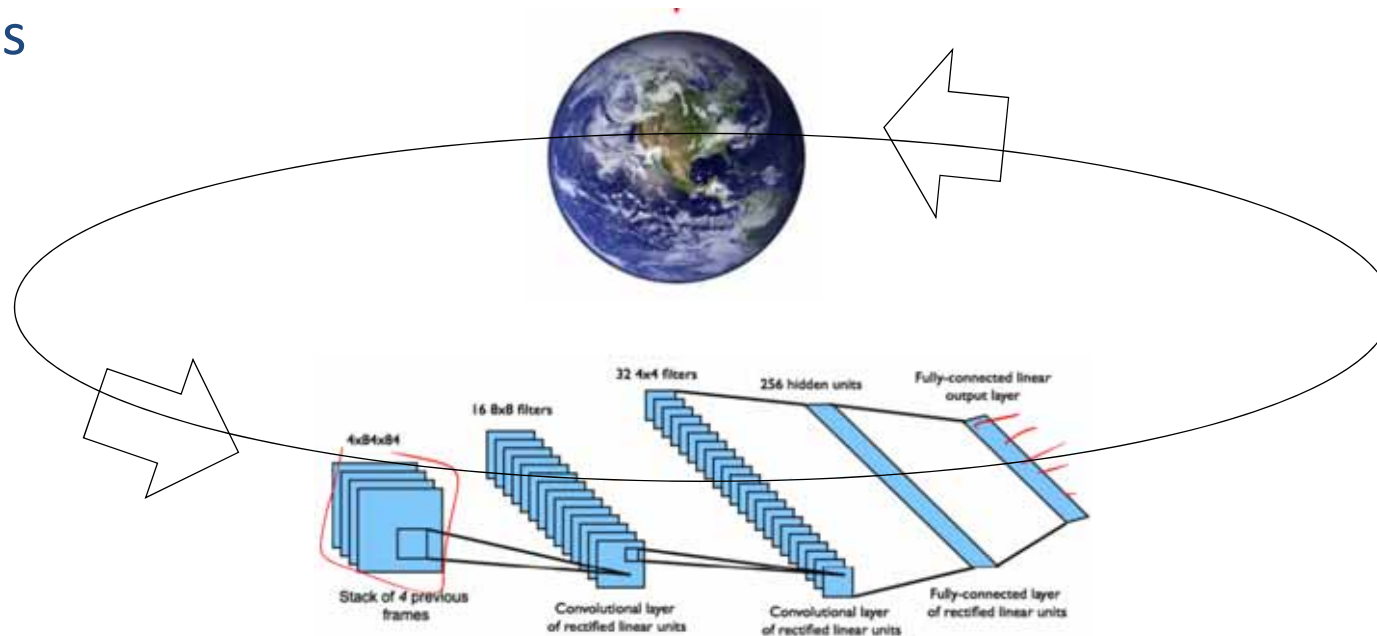 s
32 4x4 filters
256 hidden units
Fully-connected linear
output layer
16 8x8 filters
4x84x84
Stack of 4 previous
frames
Convolutional layer
of rectified linear units
Convolutional layer
of rectified linear units
Fully-connected layer
of rectified linear units